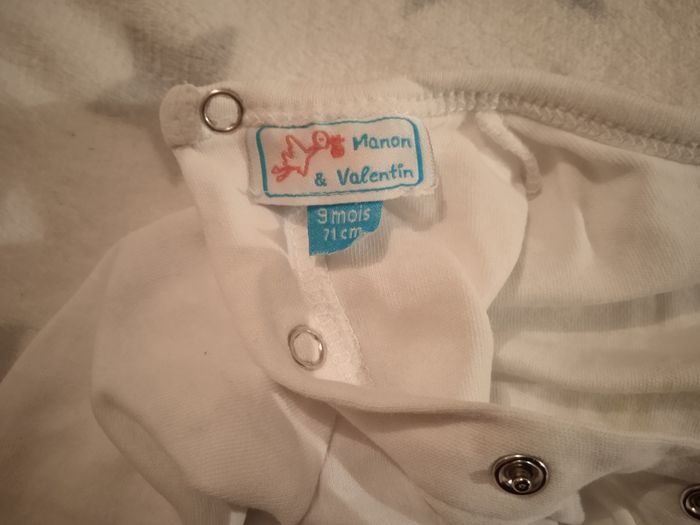 Manon
& Valentin
9 mois
71 cm